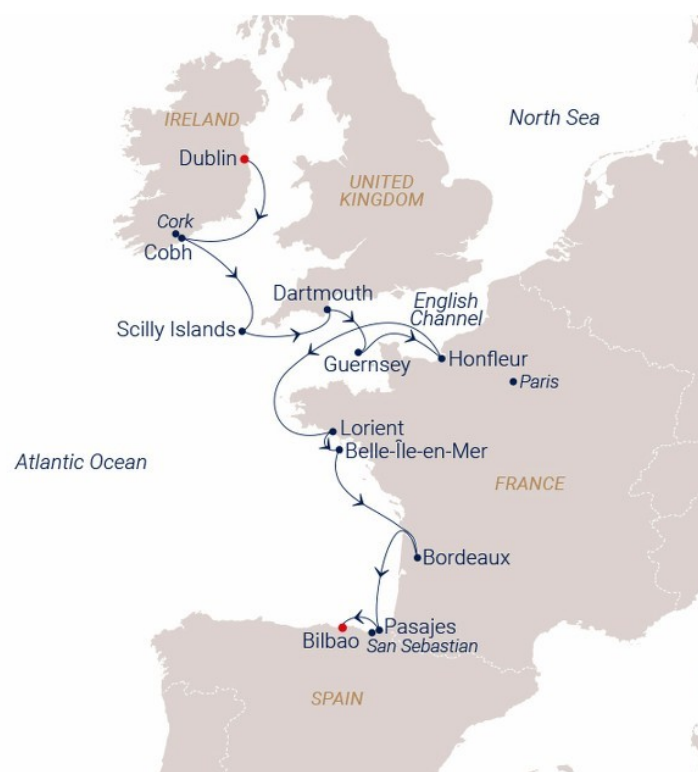 North Sea
IRELAND
Dublin
UNITED
KINGDOM
Cork
Cobh
Dartmouth
English
Channel
Scilly Islands
Guernsey
Honfleur
Paris
Lorient
Belle-Île-en-Mer
Atlantic Ocean
FRANCE
Bordeaux
Pasajes
Bilbao
San Sebastian
SPAIN